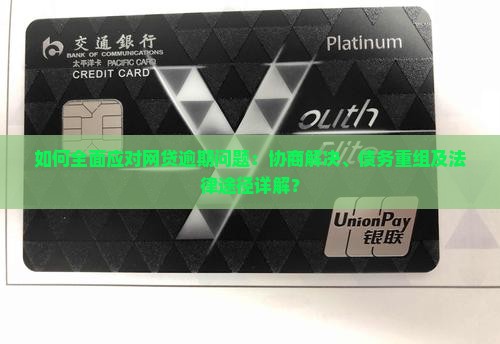 交通銀行
BANK OF COMMUNICATIONS
太平洋卡 PACIFIC CARD
CREDIT CARD
Platinum
Youth
Elite
如何全面应对网贷逾期问题：协商解决、债务重组及法
律途径详解？
UnionPay
银联